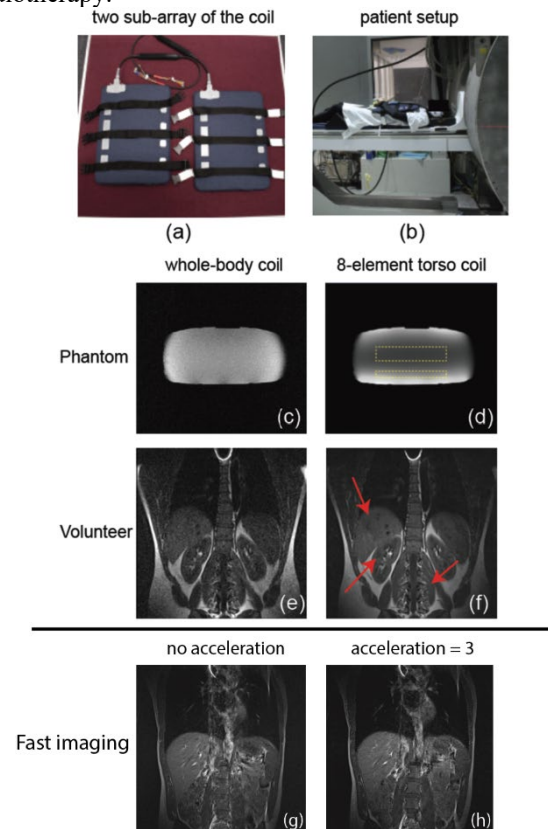 two sub-array of the coil
patient setup
(a)
(b)
whole-body coil
8-element torso coil
Phantom
(c)
(d)
Volunteer
(e)
(f)
no acceleration
acceleration = 3
Fast imaging
(g)
(h)